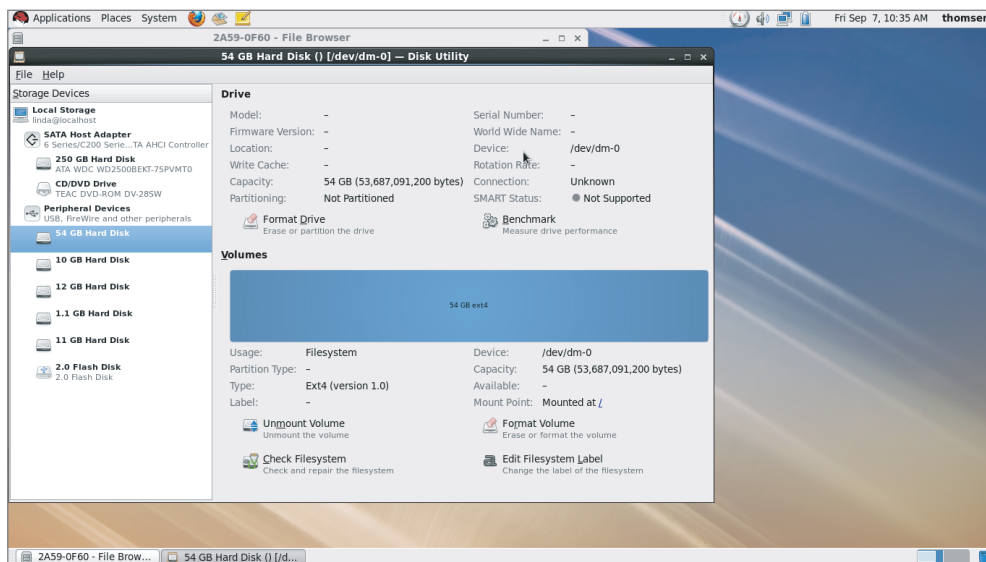 Applications Places System Fri Sep 7, 10:35 AM thomser
2A59-0F60 - File Browser
54 GB Hard Disk () [/dev/dm-0] — Disk Utility
File Help
Storage Devices
Local Storage
linda@localhost
SATA Host Adapter
6 Series/C200 Serie...TA AHCI Controller
250 GB Hard Disk
ATA WDC WD2500BEKT-75PVMT0
CD/DVD Drive
TEAC DVD-ROM DV-28SW
Peripheral Devices
USB, FireWire and other peripherals
54 GB Hard Disk
10 GB Hard Disk
12 GB Hard Disk
1.1 GB Hard Disk
11 GB Hard Disk
2.0 Flash Disk
2.0 Flash Disk
Drive
Model: – Serial Number: –
Firmware Version: – World Wide Name: –
Location: – Device: /dev/dm-0
Write Cache: – Rotation Rate: –
Capacity: 54 GB (53,687,091,200 bytes) Connection: Unknown
Partitioning: Not Partitioned SMART Status: Not Supported
Format Drive Benchmark
Erase or partition the drive Measure drive performance
Volumes
54 GB ext4
Usage: Filesystem Device: /dev/dm-0
Partition Type: – Capacity: 54 GB (53,687,091,200 bytes)
Type: Ext4 (version 1.0) Available: –
Label: – Mount Point: Mounted at /
Unmount Volume Format Volume
Unmount the volume Erase or format the volume
Check Filesystem Edit Filesystem Label
Check and repair the filesystem Change the label of the filesystem
2A59-0F60 - File Brow... 54 GB Hard Disk () [/d...